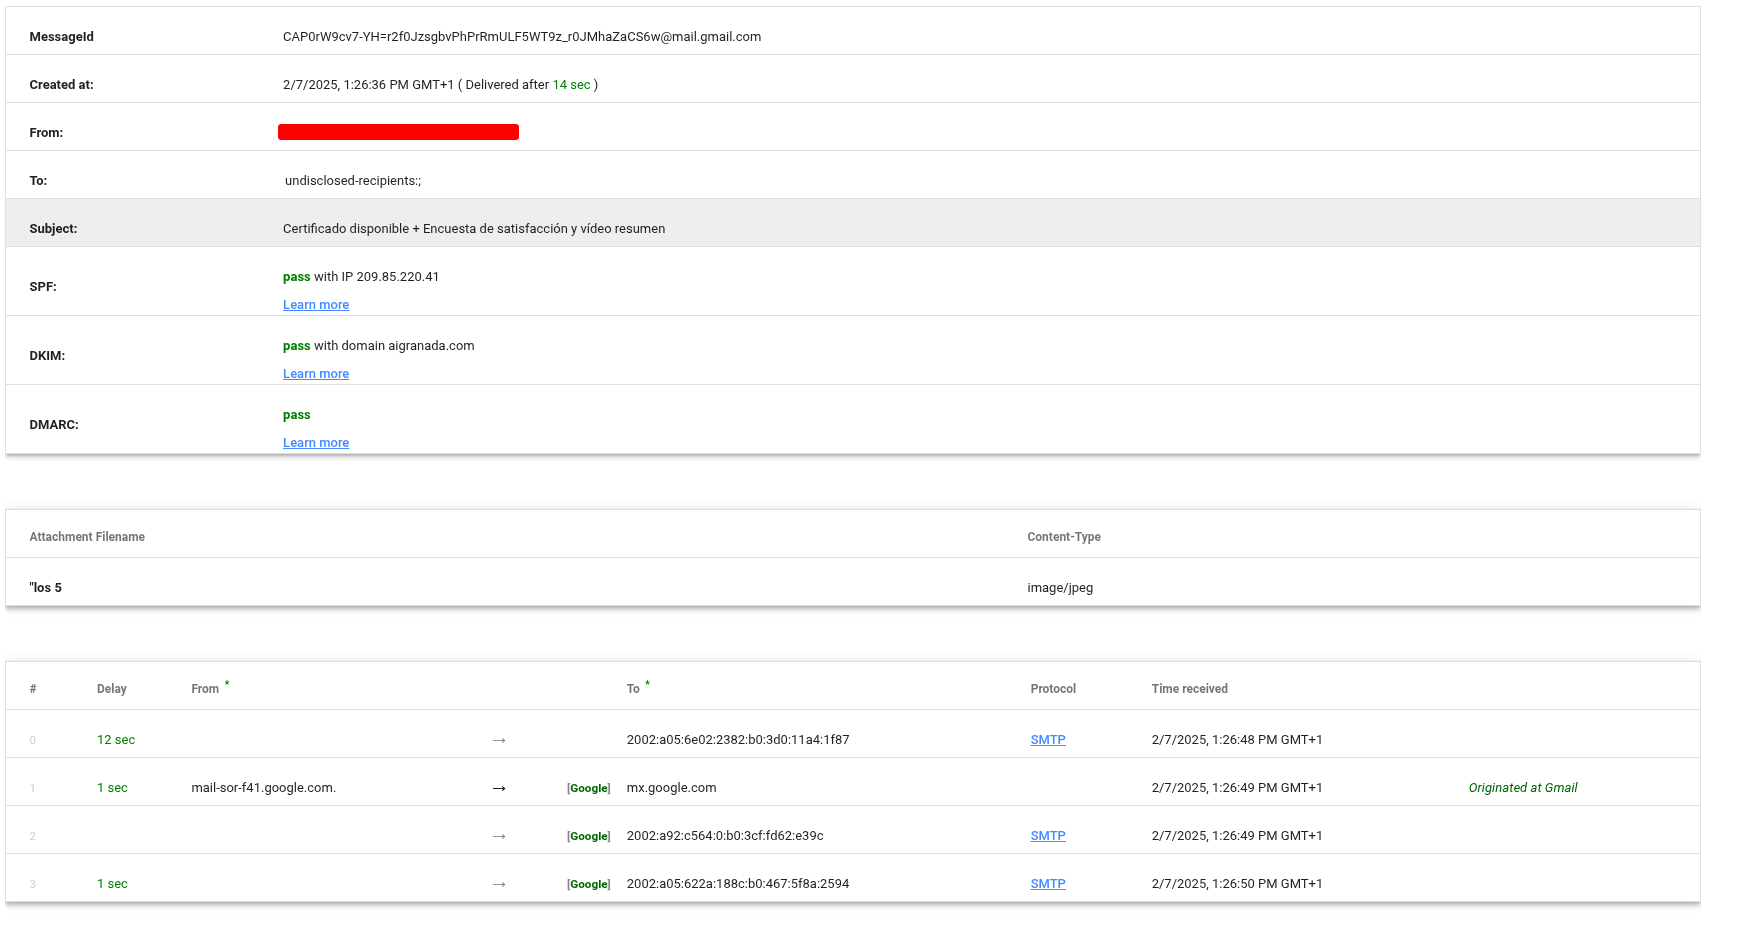 MessageId CAP0rW9cv7-YH=r2f0JzsgbvPhPrRmULF5WT9z_r0JMhaZaCS6w@mail.gmail.com
Created at: 2/7/2025, 1:26:36 PM GMT+1 ( Delivered after 14 sec )
From:
To: undisclosed-recipients:;
Subject: Certificado disponible + Encuesta de satisfacción y vídeo resumen
SPF: pass with IP 209.85.220.41
Learn more
DKIM: pass with domain aigranada.com
Learn more
DMARC: pass
Learn more
Attachment Filename Content-Type
"los 5 image/jpeg
# Delay From * To * Protocol Time received
0 12 sec → 2002:a05:6e02:2382:b0:3d0:11a4:1f87 SMTP 2/7/2025, 1:26:48 PM GMT+1
1 1 sec mail-sor-f41.google.com. → [Google] mx.google.com 2/7/2025, 1:26:49 PM GMT+1 Originated at Gmail
2 → [Google] 2002:a92:c564:0:b0:3cf:fd62:e39c SMTP 2/7/2025, 1:26:49 PM GMT+1
3 1 sec → [Google] 2002:a05:622a:188c:b0:467:5f8a:2594 SMTP 2/7/2025, 1:26:50 PM GMT+1